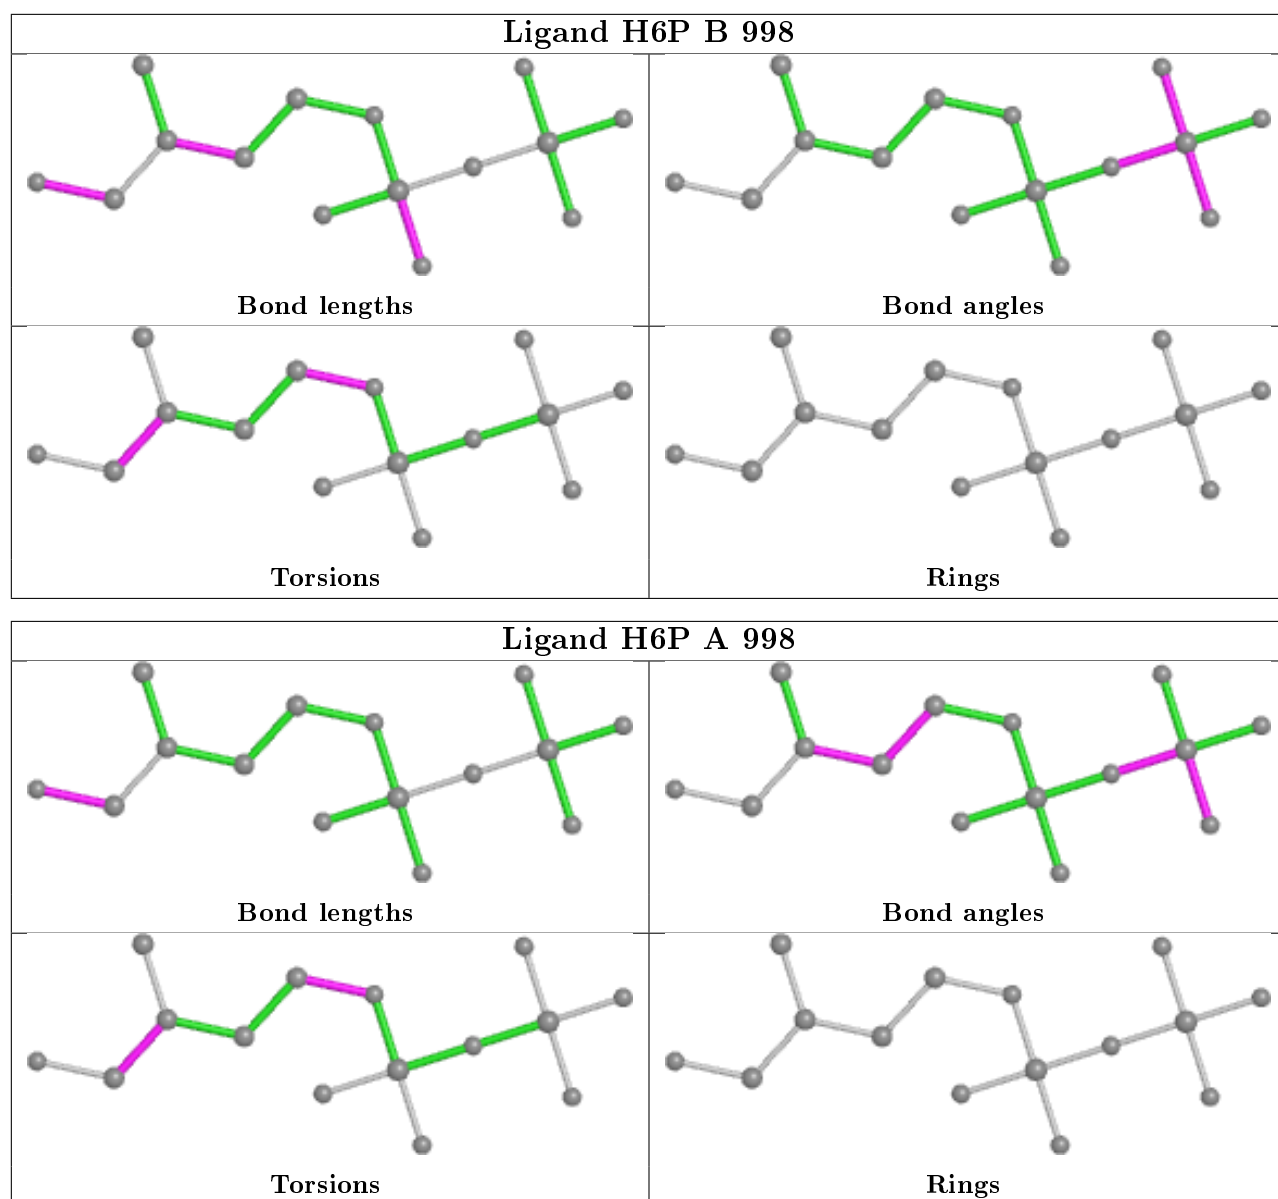 Ligand H6P B 998
Bond lengths
Bond angles
Torsions
Rings
Ligand H6P A 998
Bond lengths
Bond angles
Torsions
Rings